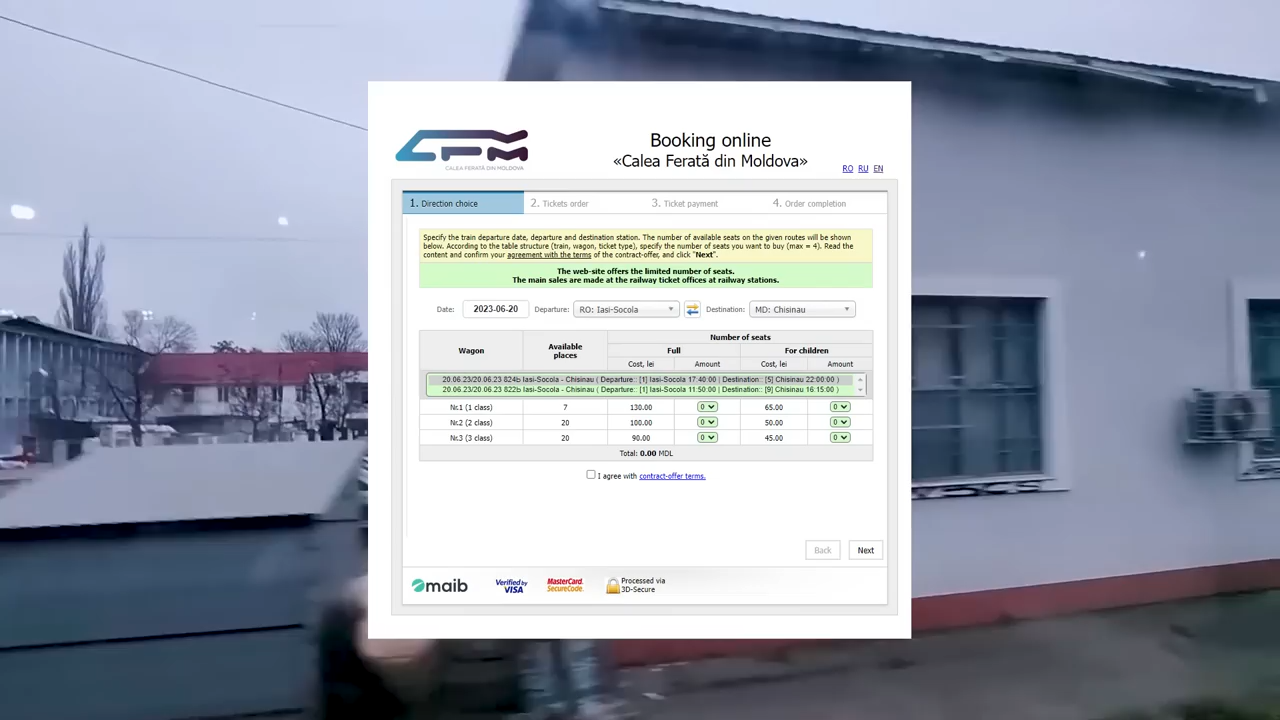 CFM
CALEA FERATĂ DIN MOLDOVA
Booking online
«Calea Ferată din Moldova»
RO RU EN
1. Direction choice 2. Tickets order 3. Ticket payment 4. Order completion
Specify the train departure date, departure and destination station. The number of available seats on the given routes will be shown
below. According to the table structure (train, wagon, ticket type), specify the number of seats you want to buy (max = 4). Read the
content and confirm your agreement with the terms of the contract-offer, and click "Next".
The web-site offers the limited number of seats.
The main sales are made at the railway ticket offices at railway stations.
Date: 2023-06-20 Departure: RO: Iasi-Socola Destination: MD: Chisinau
Wagon Available places Number of seats
Full For children
Cost, lei Amount Cost, lei Amount
20.06.23/20.06.23 824b Iasi-Socola - Chisinau ( Departure:: [1] Iasi-Socola 17:40:00 | Destination:: [5] Chisinau 22:00:00 )
20.06.23/20.06.23 822b Iasi-Socola - Chisinau ( Departure:: [1] Iasi-Socola 11:50:00 | Destination:: [9] Chisinau 16:15:00 )
№1 (1 class) 7 130.00 0 65.00 0
№2 (2 class) 20 100.00 0 50.00 0
№3 (3 class) 20 90.00 0 45.00 0
Total: 0.00 MDL
I agree with contract-offer terms.
Back Next
maib Verified by VISA MasterCard. SecureCode. Processed via 3D-Secure